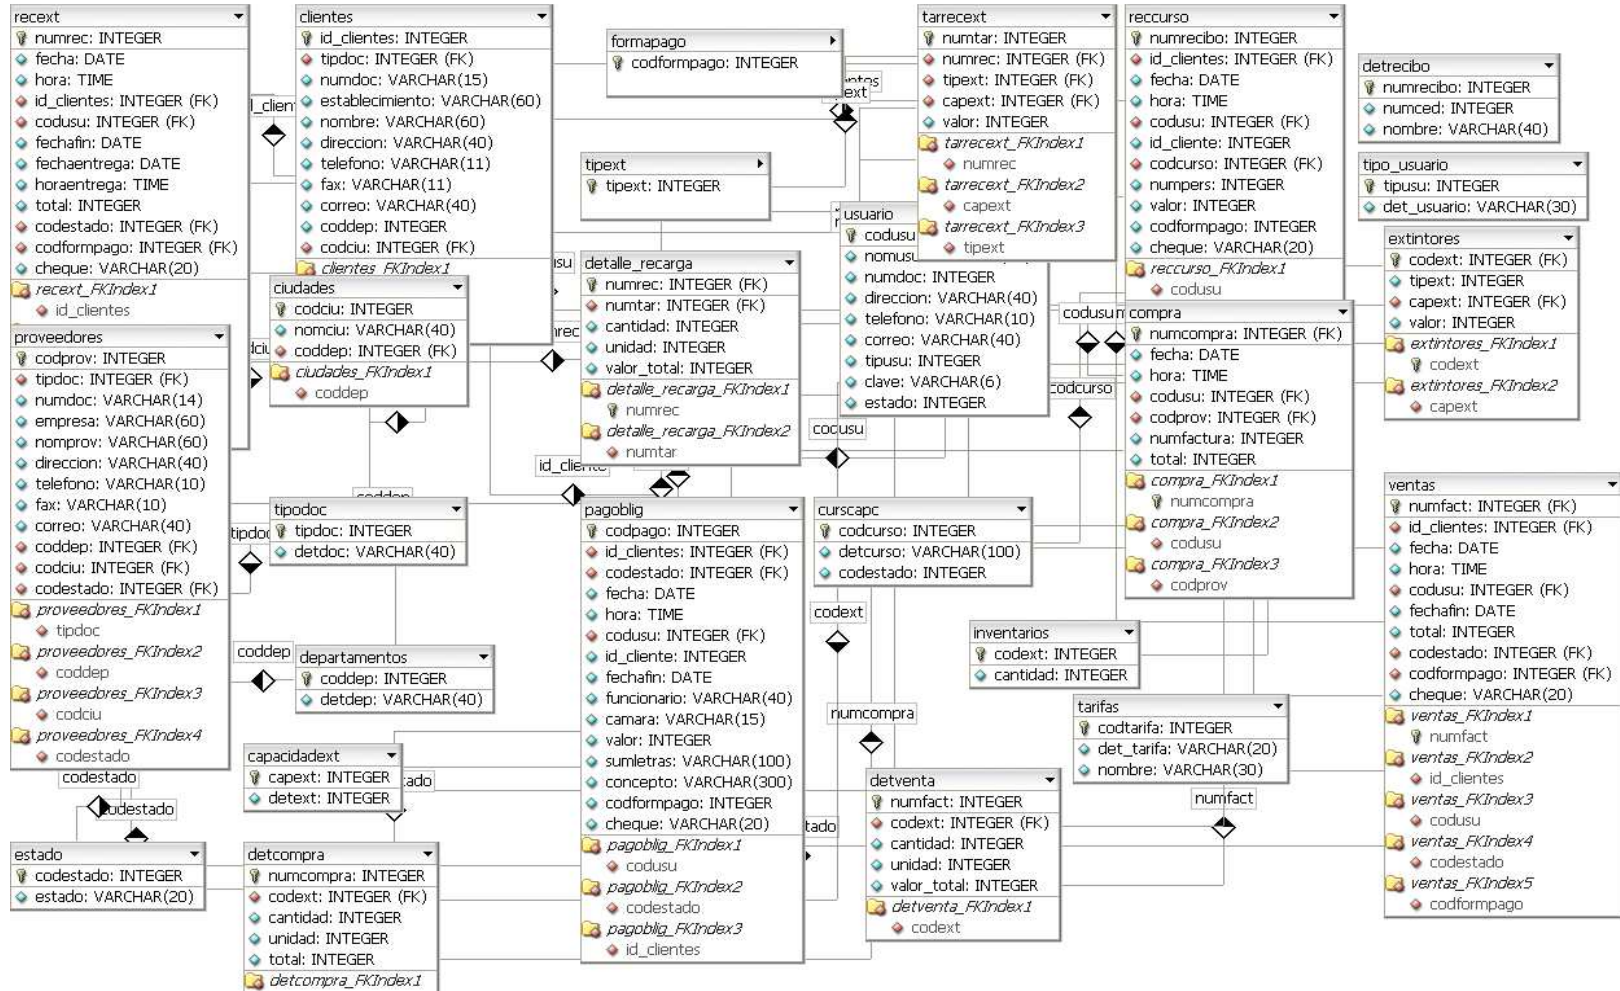 recext
numrec: INTEGER
fecha: DATE
hora: TIME
id_clientes: INTEGER (FK)
codusu: INTEGER (FK)
fechafin: DATE
fechaentrega: DATE
horaentrega: TIME
total: INTEGER
codestado: INTEGER (FK)
codformpago: INTEGER (FK)
cheque: VARCHAR(20)
recext_FKIndex1
id_clientes
clientes
id_clientes: INTEGER
tipdoc: INTEGER (FK)
numdoc: VARCHAR(15)
establecimiento: VARCHAR(60)
nombre: VARCHAR(60)
direccion: VARCHAR(40)
telefono: VARCHAR(11)
fax: VARCHAR(11)
correo: VARCHAR(40)
coddep: INTEGER
codciu: INTEGER (FK)
clientes_FKIndex1
formapago
codformpago: INTEGER
tipext
tipext: INTEGER
tarrecext
numtar: INTEGER
numrec: INTEGER (FK)
tipext: INTEGER (FK)
capext: INTEGER (FK)
valor: INTEGER
tarrecext_FKIndex1
numrec
tarrecext_FKIndex2
capext
tarrecext_FKIndex3
tipext
reccurso
numrecibo: INTEGER
id_clientes: INTEGER (FK)
fecha: DATE
hora: TIME
codusu: INTEGER (FK)
id_cliente: INTEGER
codcurso: INTEGER (FK)
numpers: INTEGER
valor: INTEGER
codformpago: INTEGER
cheque: VARCHAR(20)
reccurso_FKIndex1
codusu
detrecibo
numrecibo: INTEGER
numced: INTEGER
nombre: VARCHAR(40)
tipo_usuario
tipusu: INTEGER
det_usuario: VARCHAR(30)
extintores
codext: INTEGER (FK)
tipext: INTEGER
capext: INTEGER (FK)
valor: INTEGER
extintores_FKIndex1
codext
extintores_FKIndex2
capext
usuario
codusu
nomusu
numdoc: INTEGER
direccion: VARCHAR(40)
telefono: VARCHAR(10)
correo: VARCHAR(40)
tipusu: INTEGER
clave: VARCHAR(6)
estado: INTEGER
detalle_recarga
numrec: INTEGER (FK)
numtar: INTEGER (FK)
cantidad: INTEGER
unidad: INTEGER
valor_total: INTEGER
detalle_recarga_FKIndex1
numrec
detalle_recarga_FKIndex2
numtar
ciudades
codciu: INTEGER
nomciu: VARCHAR(40)
coddep: INTEGER (FK)
ciudades_FKIndex1
coddep
proveedores
codprov: INTEGER
tipdoc: INTEGER (FK)
numdoc: VARCHAR(14)
empresa: VARCHAR(60)
nomprov: VARCHAR(60)
direccion: VARCHAR(40)
telefono: VARCHAR(10)
fax: VARCHAR(10)
correo: VARCHAR(40)
coddep: INTEGER (FK)
codciu: INTEGER (FK)
codestado: INTEGER (FK)
proveedores_FKIndex1
tipdoc
proveedores_FKIndex2
coddep
proveedores_FKIndex3
codciu
proveedores_FKIndex4
codestado
compra
numcompra: INTEGER (FK)
fecha: DATE
hora: TIME
codusu: INTEGER (FK)
codprov: INTEGER (FK)
numfactura: INTEGER
total: INTEGER
compra_FKIndex1
numcompra
compra_FKIndex2
codusu
compra_FKIndex3
codprov
codusu
codcurso
codusu
id_cliente
coddep
tipdoc
tipodoc
tipdoc: INTEGER
detdoc: VARCHAR(40)
pagoblig
codpago: INTEGER
id_clientes: INTEGER (FK)
codestado: INTEGER (FK)
fecha: DATE
hora: TIME
codusu: INTEGER (FK)
id_cliente: INTEGER
fechafin: DATE
funcionario: VARCHAR(40)
camara: VARCHAR(15)
valor: INTEGER
sumletras: VARCHAR(100)
concepto: VARCHAR(300)
codformpago: INTEGER
cheque: VARCHAR(20)
pagoblig_FKIndex1
codusu
pagoblig_FKIndex2
codestado
pagoblig_FKIndex3
id_clientes
curscapc
codcurso: INTEGER
detcurso: VARCHAR(100)
codestado: INTEGER
codext
ventas
numfact: INTEGER (FK)
id_clientes: INTEGER (FK)
fecha: DATE
hora: TIME
codusu: INTEGER (FK)
fechafin: DATE
total: INTEGER
codestado: INTEGER (FK)
codformpago: INTEGER (FK)
cheque: VARCHAR(20)
ventas_FKIndex1
numfact
ventas_FKIndex2
id_clientes
ventas_FKIndex3
codusu
ventas_FKIndex4
codestado
ventas_FKIndex5
codformpago
inventarios
codext: INTEGER
cantidad: INTEGER
coddep
departamentos
coddep: INTEGER
detdep: VARCHAR(40)
numcompra
tarifas
codtarifa: INTEGER
det_tarifa: VARCHAR(20)
nombre: VARCHAR(30)
numfact
capacidadext
capext: INTEGER
detext: INTEGER
codestado
codestado
detventa
numfact: INTEGER
codext: INTEGER (FK)
cantidad: INTEGER
unidad: INTEGER
valor_total: INTEGER
detventa_FKIndex1
codext
estado
codestado: INTEGER
estado: VARCHAR(20)
detcompra
numcompra: INTEGER
codext: INTEGER (FK)
cantidad: INTEGER
unidad: INTEGER
total: INTEGER
detcompra_FKIndex1